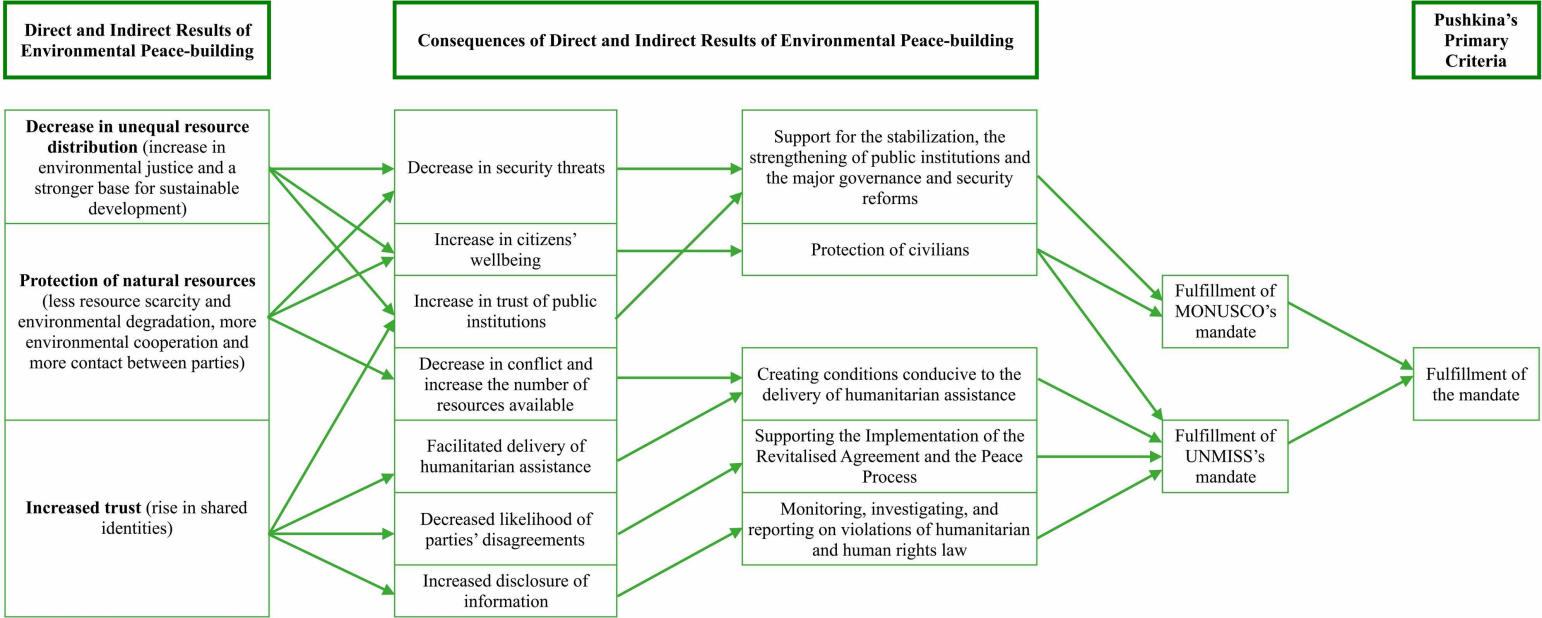 Direct and Indirect Results of
Environmental Peace-building
Consequences of Direct and Indirect Results of Environmental Peace-building
Pushkina's
Primary
Criteria
Decrease in unequal resource
distribution (increase in
environmental justice and a
stronger base for sustainable
development)
Protection of natural resources
(less resource scarcity and
environmental degradation, more
environmental cooperation and
more contact between parties)
Increased trust (rise in shared
identities)
Decrease in security threats
Increase in citizens'
wellbeing
Increase in trust of public
institutions
Decrease in conflict and
increase the number of
resources available
Facilitated delivery of
humanitarian assistance
Decreased likelihood of
parties' disagreements
Increased disclosure of
information
Support for the stabilization, the
strengthening of public institutions and
the major governance and security
reforms
Protection of civilians
Creating conditions conducive to the
delivery of humanitarian assistance
Supporting the Implementation of the
Revitalised Agreement and the Peace
Process
Monitoring, investigating, and
reporting on violations of humanitarian
and human rights law
Fulfillment of
MONUSCO's
mandate
Fulfillment of
UNMISS's
mandate
Fulfillment of
the mandate